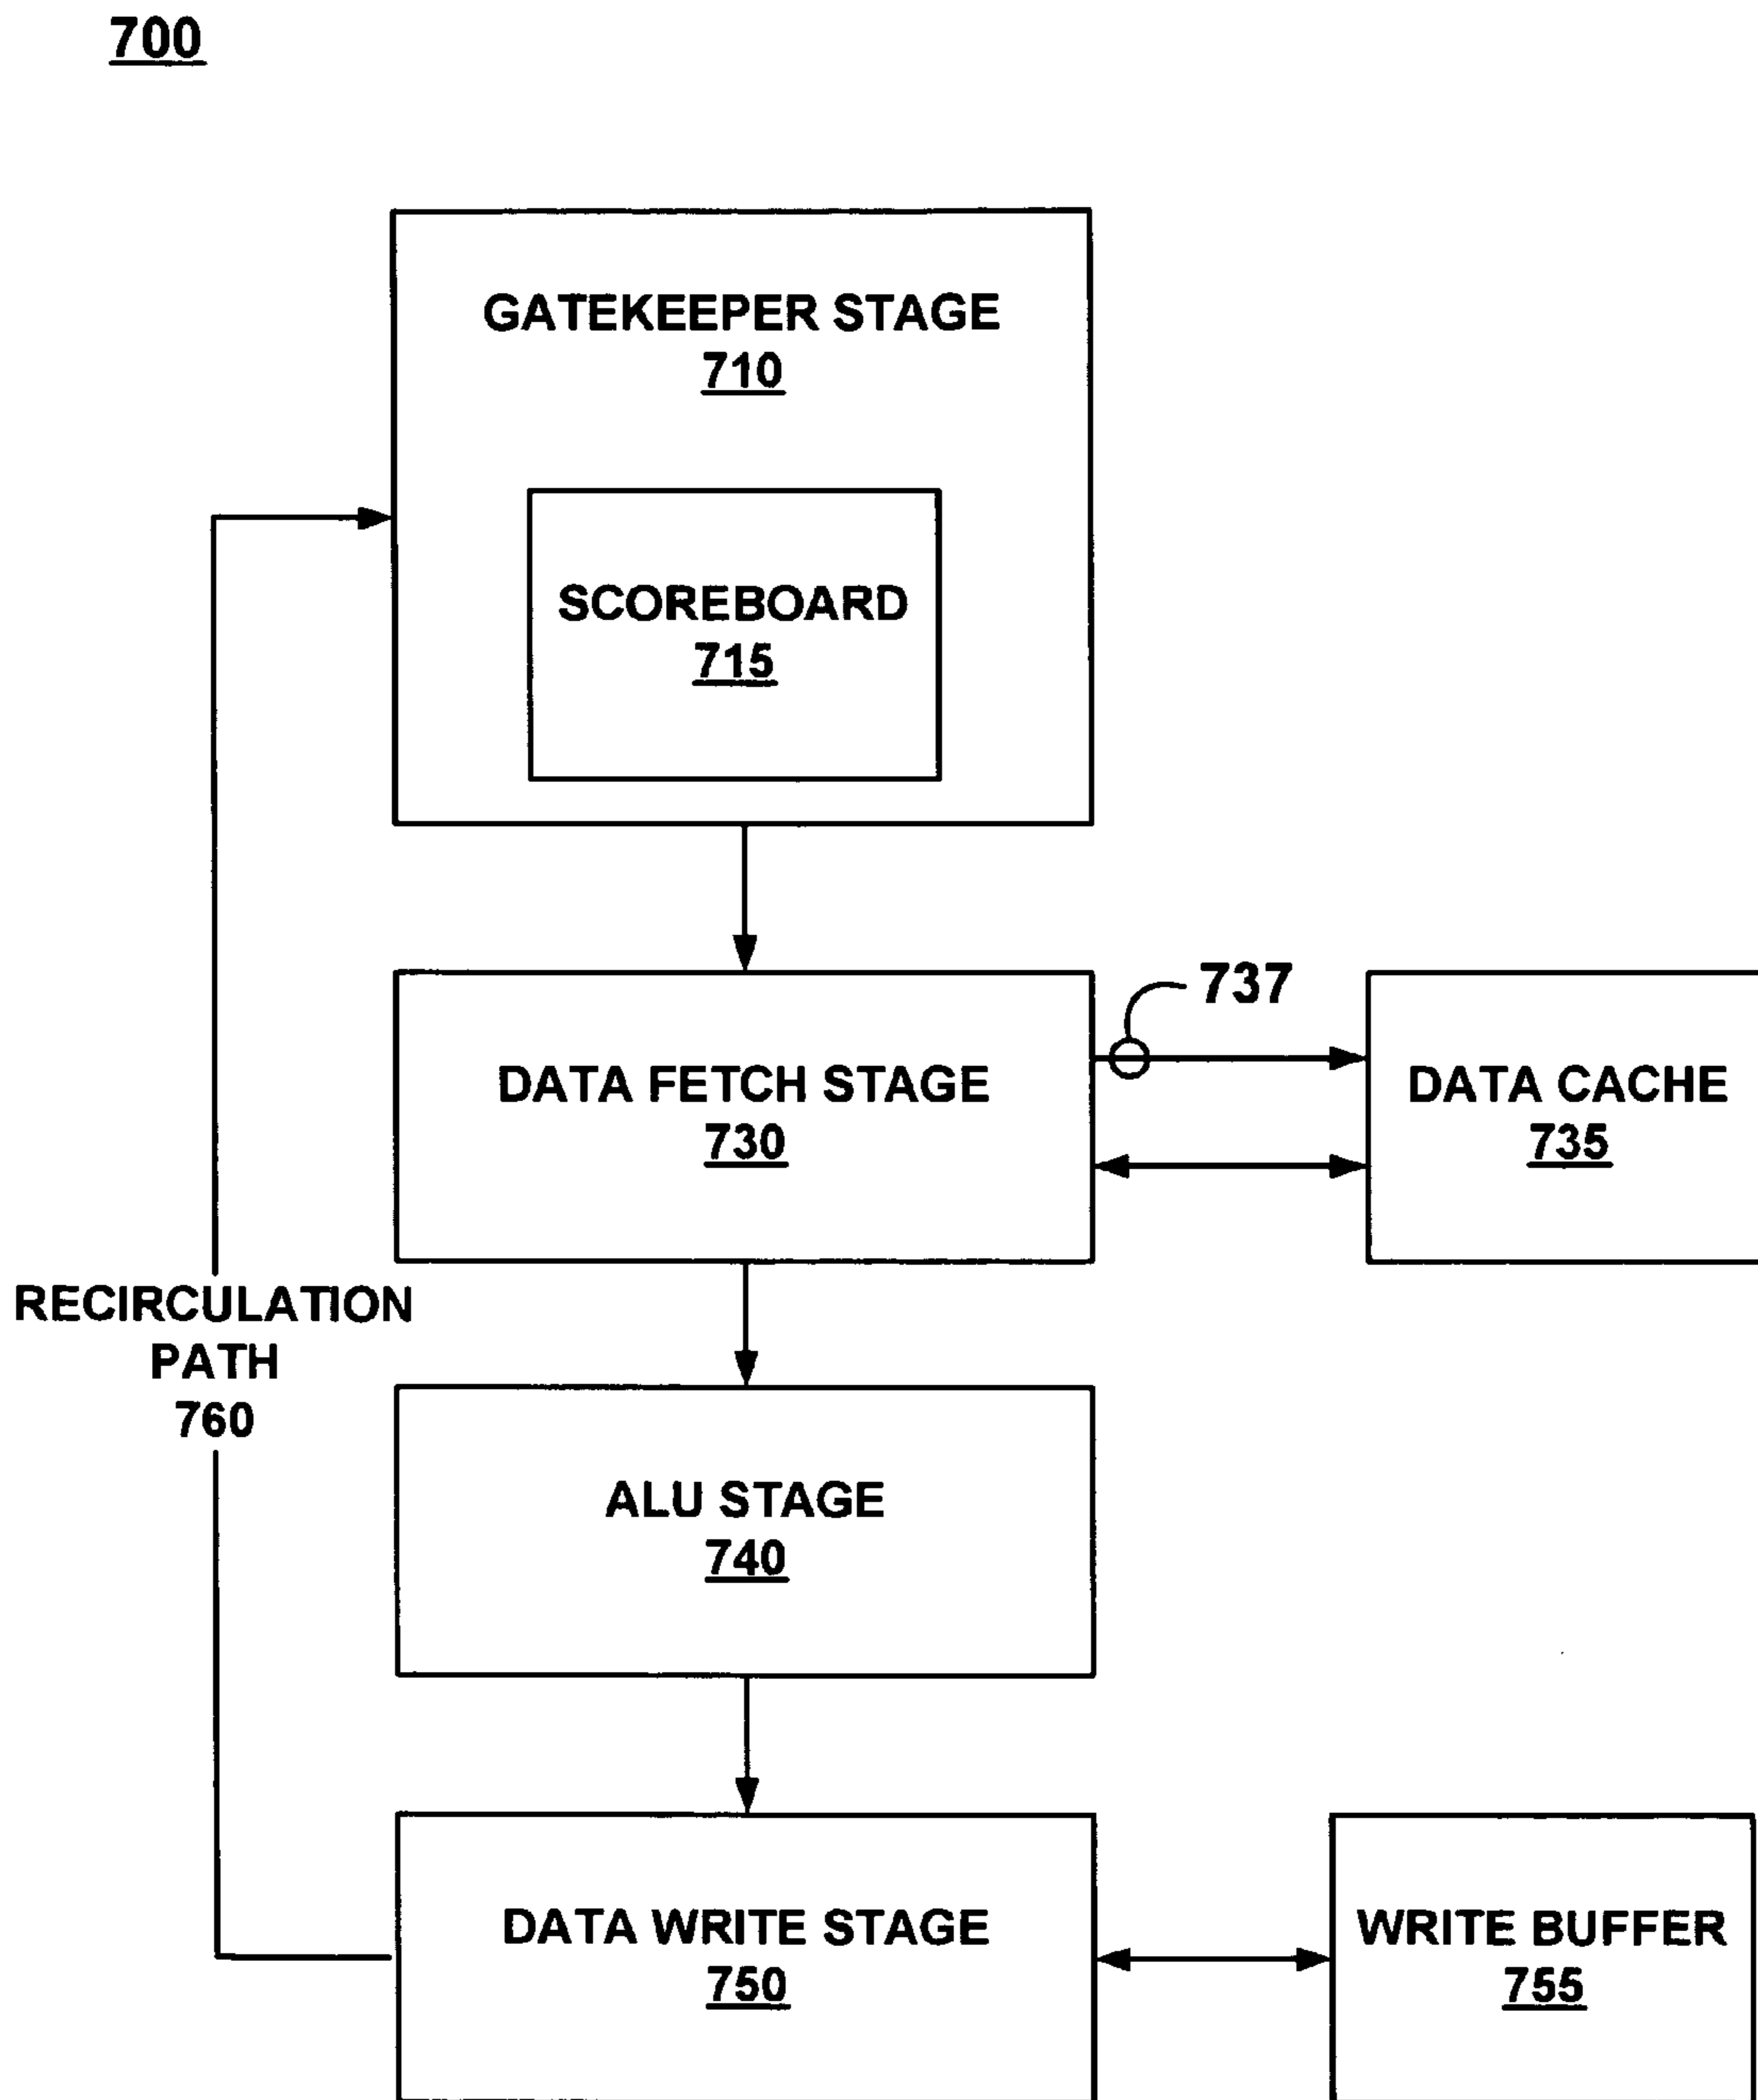 700
GATEKEEPER STAGE
710
SCOREBOARD
715
737
DATA FETCH STAGE
730
DATA CACHE
735
RECIRCULATION
PATH
760
ALU STAGE
740
DATA WRITE STAGE
750
WRITE BUFFER
755